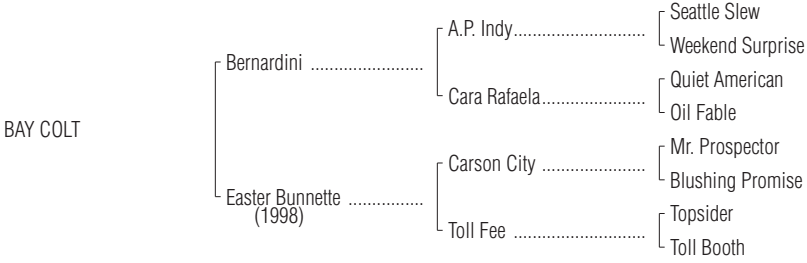 Seattle Slew
A.P. Indy............................
Weekend Surprise
Bernardini ........................
Quiet American
Cara Rafaela......................
Oil Fable
BAY COLT
Mr. Prospector
Carson City ......................
Blushing Promise
Easter Bunnette ................
(1998)
Topsider
Toll Fee ............................
Toll Booth